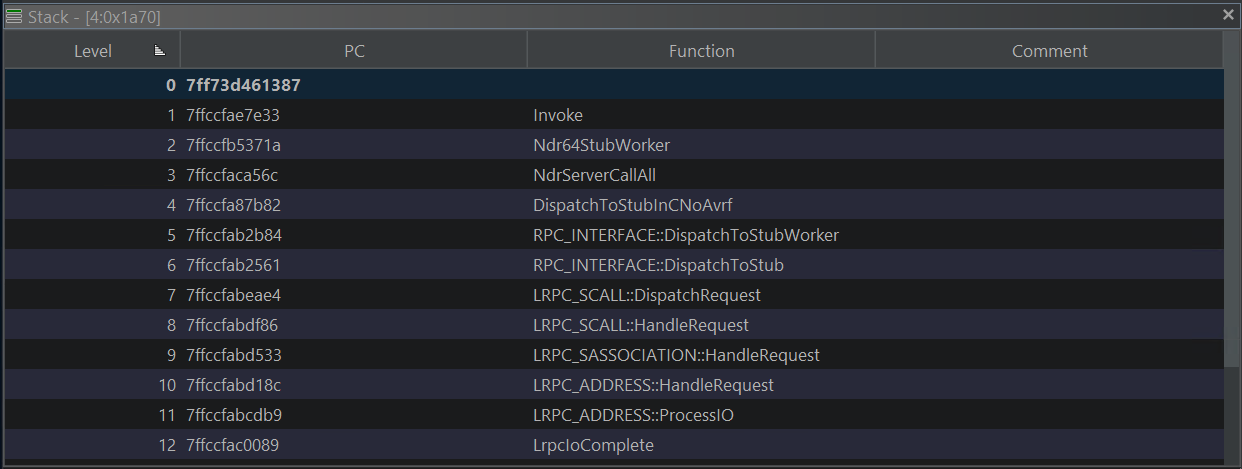 Stack - [4:0x1a70]
Level PC Function Comment
0 7ff73d461387
1 7ffccfae7e33 Invoke
2 7ffccfb5371a Ndr64StubWorker
3 7ffccfaca56c NdrServerCallAll
4 7ffccfa87b82 DispatchToStubInCNoAvrf
5 7ffccfab2b84 RPC_INTERFACE::DispatchToStubWorker
6 7ffccfab2561 RPC_INTERFACE::DispatchToStub
7 7ffccfabeae4 LRPC_SCALL::DispatchRequest
8 7ffccfabdf86 LRPC_SCALL::HandleRequest
9 7ffccfabd533 LRPC_SASSOCIATION::HandleRequest
10 7ffccfabd18c LRPC_ADDRESS::HandleRequest
11 7ffccfabcdb9 LRPC_ADDRESS::ProcessIO
12 7ffccfac0089 LrpcIoComplete